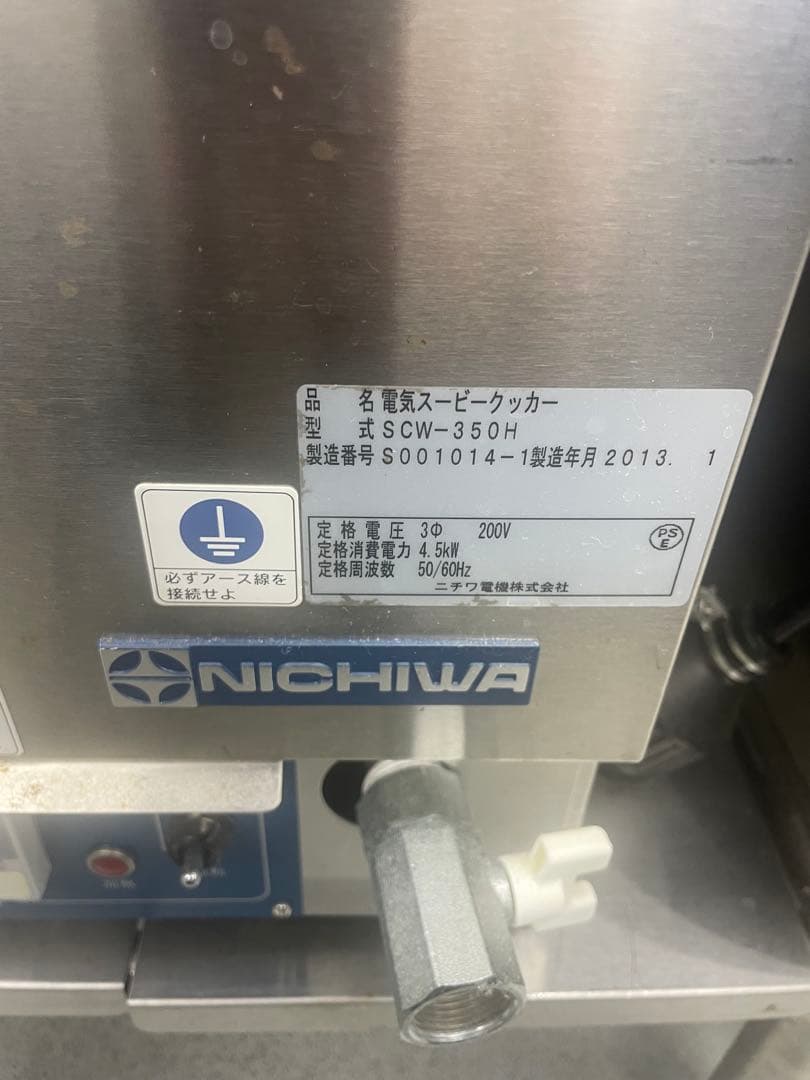 品 名 電気スービークッカー
型 式 SCW-350H
製造番号 S001014-1製造年月 2013. 1
定格電圧 3Φ 200V
定格消費電力 4.5kW
定格周波数 50/60Hz
ニチワ電機株式会社
PS
E
必ずアース線を
接続せよ
NICHIWA